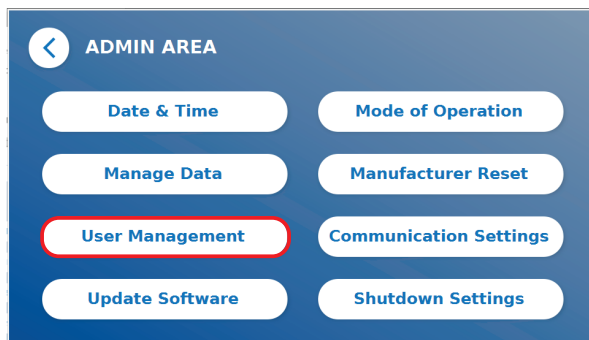 ADMIN AREA
Date & Time
Mode of Operation
Manage Data
Manufacturer Reset
User Management
Communication Settings
Update Software
Shutdown Settings